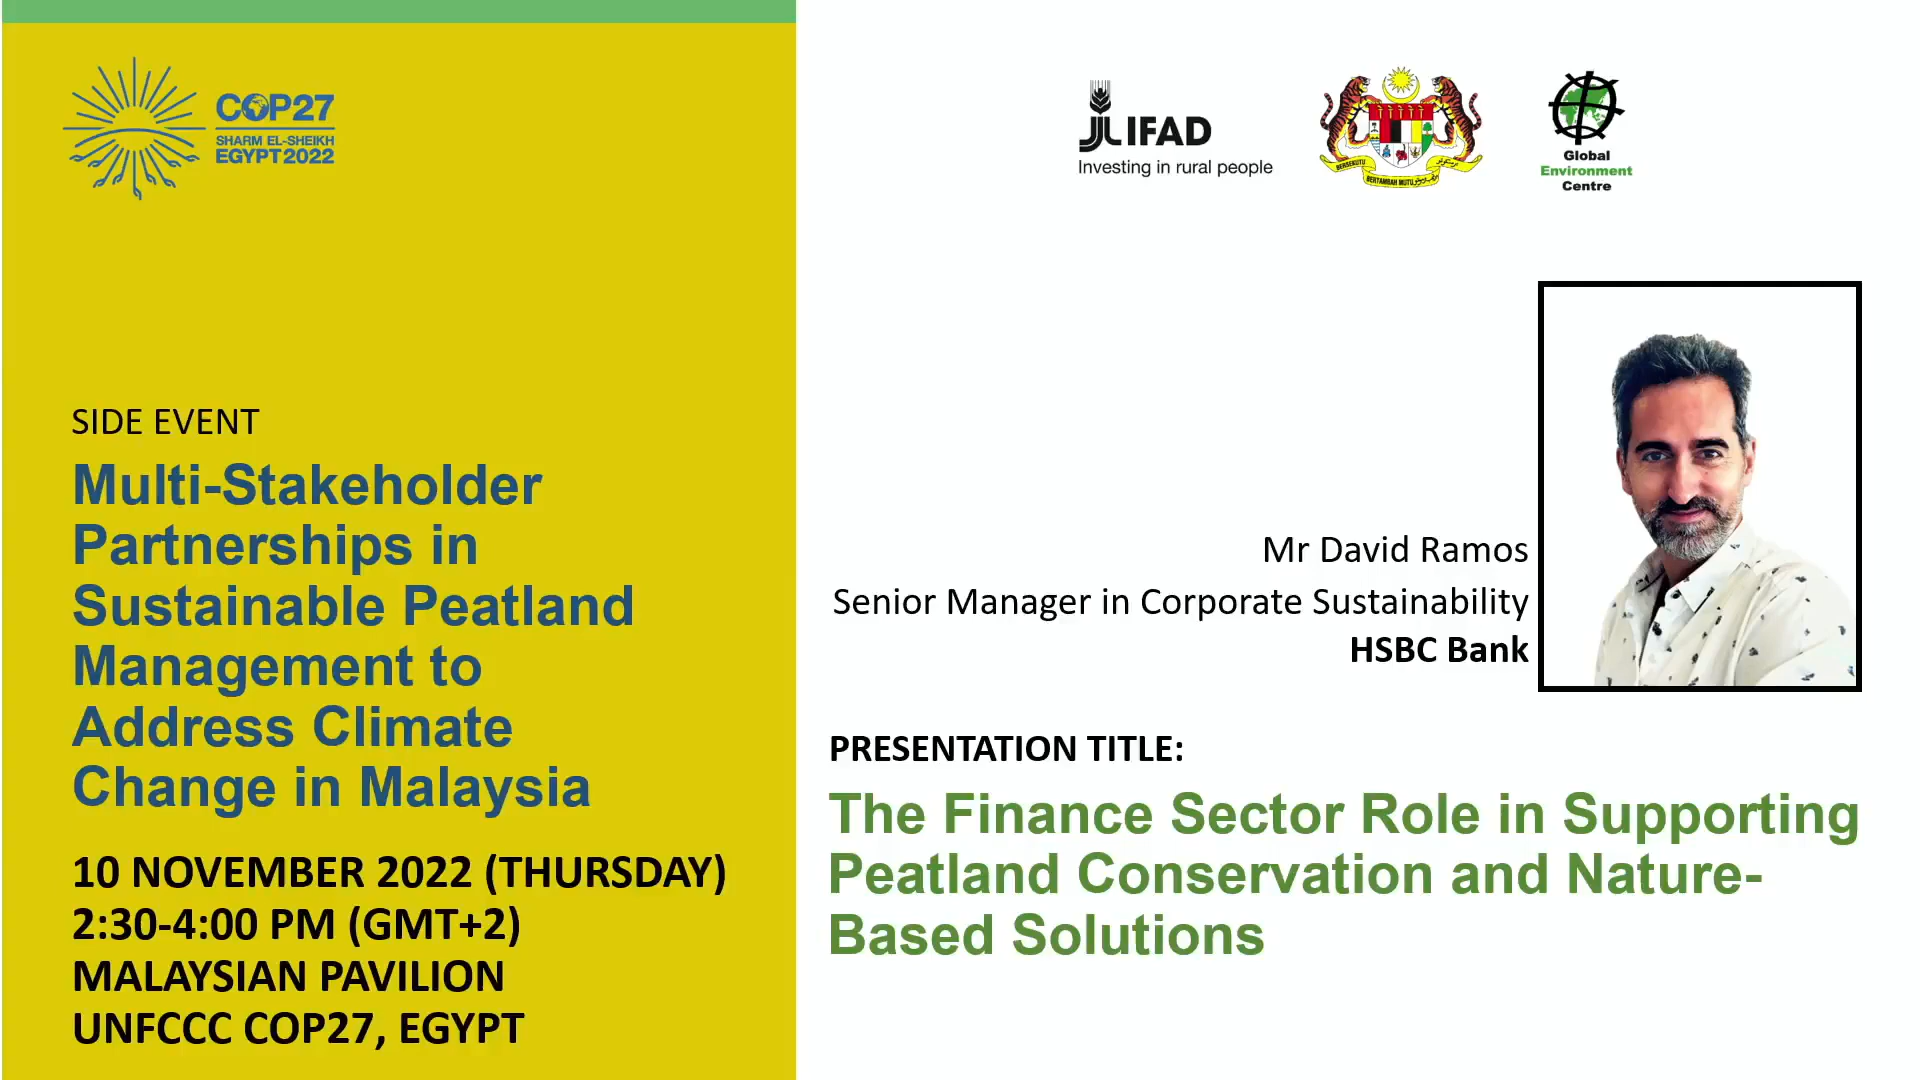 COP27
SHARM EL-SHEIKH
EGYPT 2022
SIDE EVENT
Multi-Stakeholder
Partnerships in
Sustainable Peatland
Management to
Address Climate
Change in Malaysia
10 NOVEMBER 2022 (THURSDAY)
2:30-4:00 PM (GMT+2)
MALAYSIAN PAVILION
UNFCCC COP27, EGYPT
IFAD
Investing in rural people
BERSEKUTU
BERTAMBAH MUTU
Global
Environment
Centre
Mr David Ramos
Senior Manager in Corporate Sustainability
HSBC Bank
PRESENTATION TITLE:
The Finance Sector Role in Supporting
Peatland Conservation and Nature-
Based Solutions